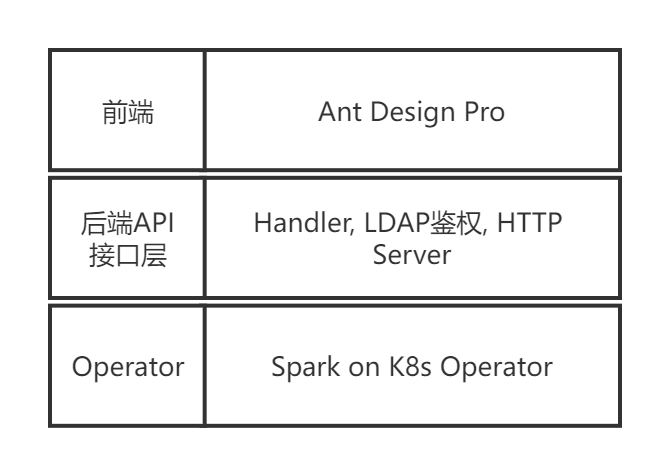 前端
Ant Design Pro
后端API
接口层
Handler, LDAP鉴权, HTTP
Server
Operator
Spark on K8s Operator